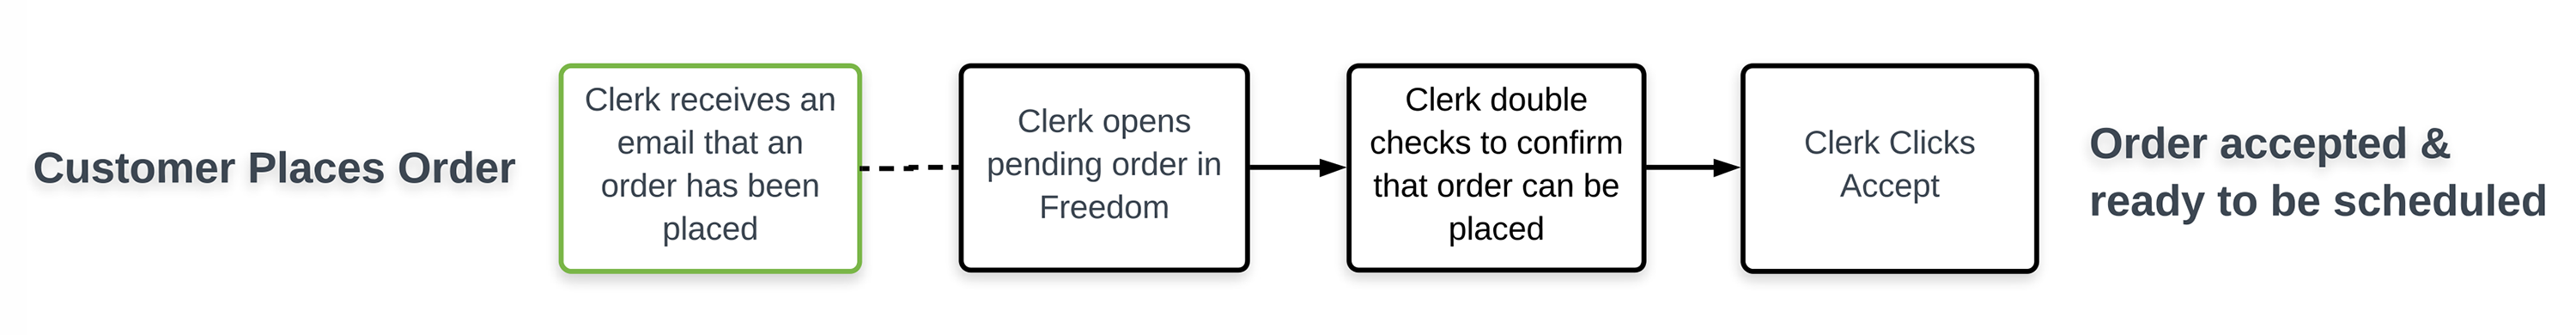 Customer Places Order
Clerk receives an
email that an
order has been
placed
Clerk opens
pending order in
Freedom
Clerk double
checks to confirm
that order can be
placed
Clerk Clicks
Accept
Order accepted &
ready to be scheduled